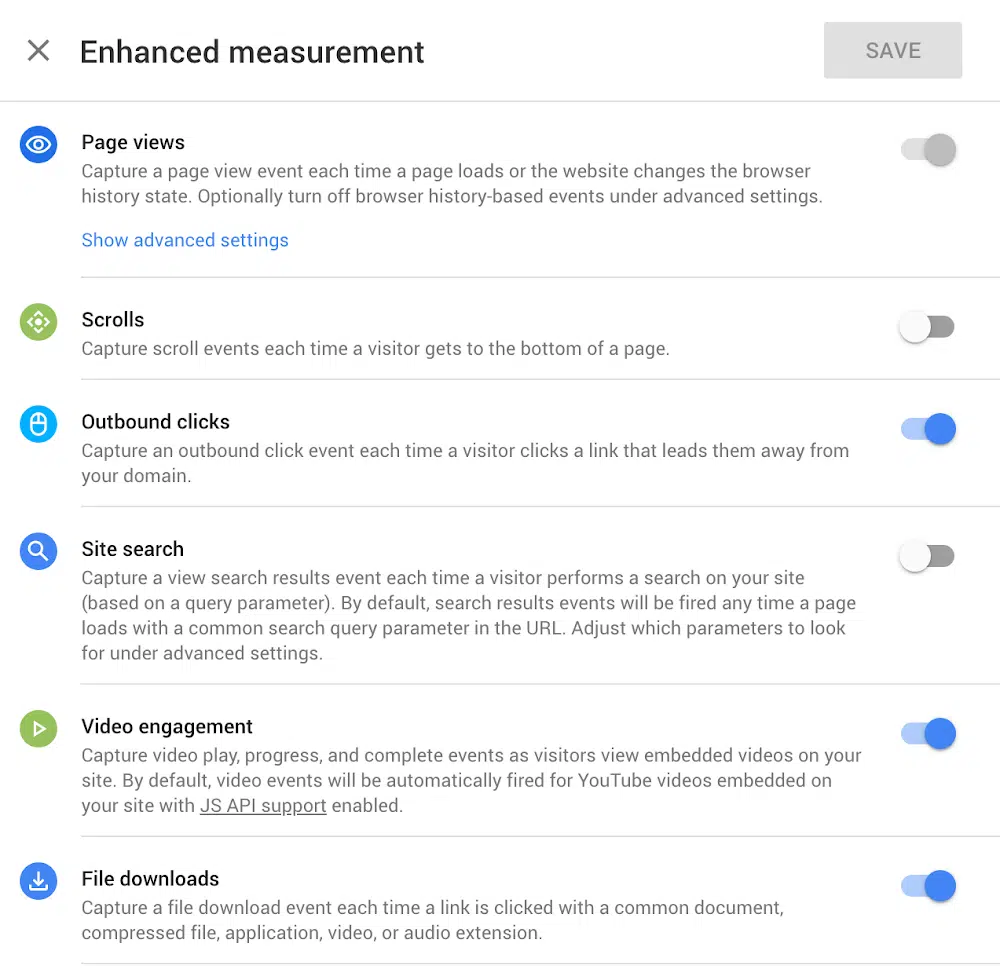 Enhanced measurement
SAVE
Page views
Capture a page view event each time a page loads or the website changes the browser
history state. Optionally turn off browser history-based events under advanced settings.
Show advanced settings
Scrolls
Capture scroll events each time a visitor gets to the bottom of a page.
Outbound clicks
Capture an outbound click event each time a visitor clicks a link that leads them away from
your domain.
Site search
Capture a view search results event each time a visitor performs a search on your site
(based on a query parameter). By default, search results events will be fired any time a page
loads with a common search query parameter in the URL. Adjust which parameters to look
for under advanced settings.
Video engagement
Capture video play, progress, and complete events as visitors view embedded videos on your
site. By default, video events will be automatically fired for YouTube videos embedded on
your site with JS API support enabled.
File downloads
Capture a file download event each time a link is clicked with a common document,
compressed file, application, video, or audio extension.